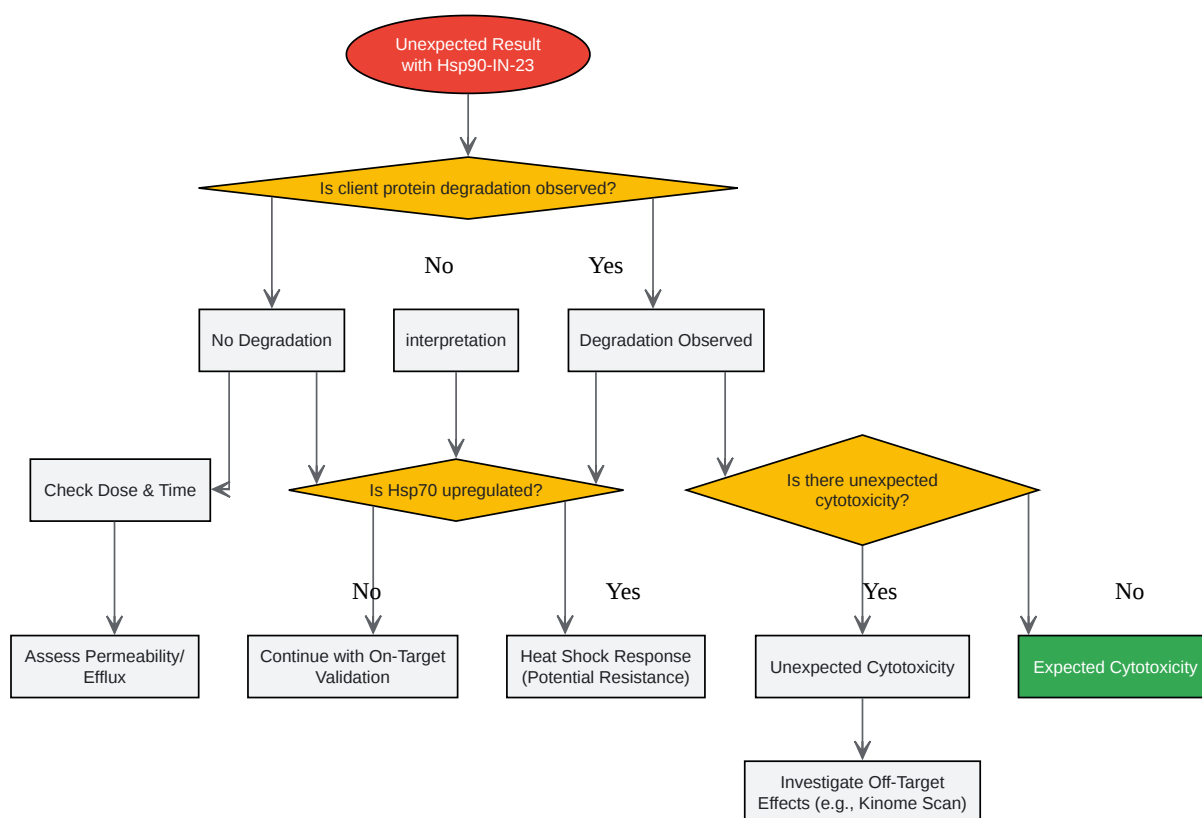 Unexpected Result
with Hsp90-IN-23
Is client protein degradation observed?
No
Yes
No Degradation
interpretation
Degradation Observed
Check Dose & Time
Is Hsp70 upregulated?
Is there unexpected
cytotoxicity?
No
Yes
Yes
No
Assess Permeability/
Efflux
Continue with On-Target
Validation
Heat Shock Response
(Potential Resistance)
Unexpected Cytotoxicity
Expected Cytotoxicity
Investigate Off-Target
Effects (e.g., Kinome Scan)